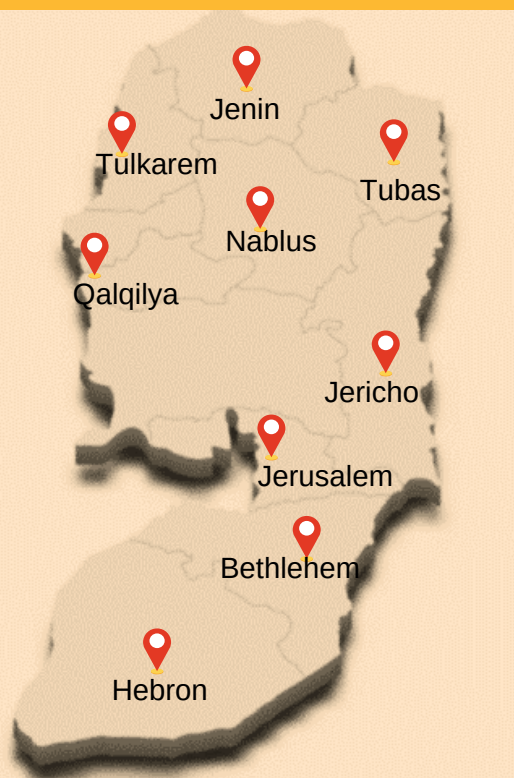 Jenin
Tulkarem
Tubas
Nablus
Qalqilya
Jericho
Jerusalem
Bethlehem
Hebron